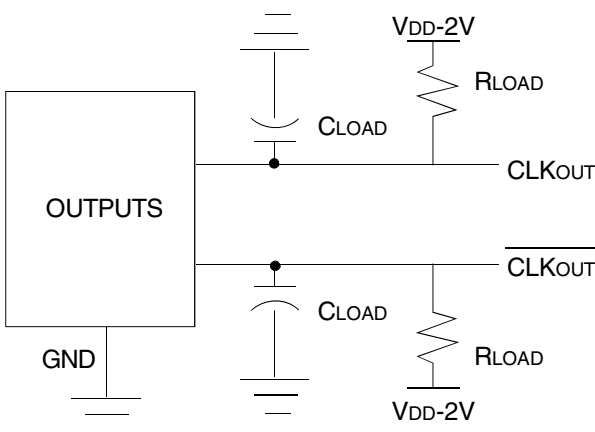 VDD-2V
RLOAD
CLOAD
CLKOUT
OUTPUTS
CLKOUT
CLOAD
GND
RLOAD
VDD-2V